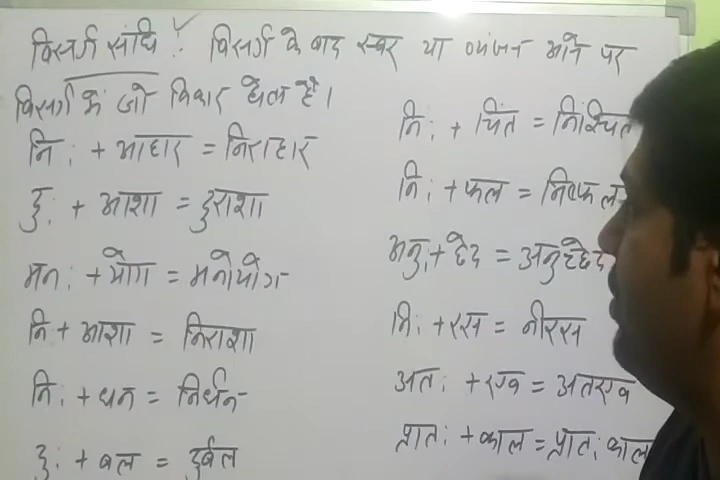 विसर्ग संधि : विसर्ग के बाद स्वर या व्यंजन आने पर
विसर्ग में जो विकार होता है।
नि: + आहार = निराहार
दु: + आशा = दुराशा
मन: + योग = मनोयोग
नि + आशा = निराशा
नि: + धन = निर्धन
दु: + बल = दुर्बल
नि: + चिंत = निश्चिंत
नि: + फल = निष्फल
अनु: + छेद = अनुच्छेद
नि: + रस = नीरस
अत: + एव = अतएव
प्रात: + काल = प्रात: काल